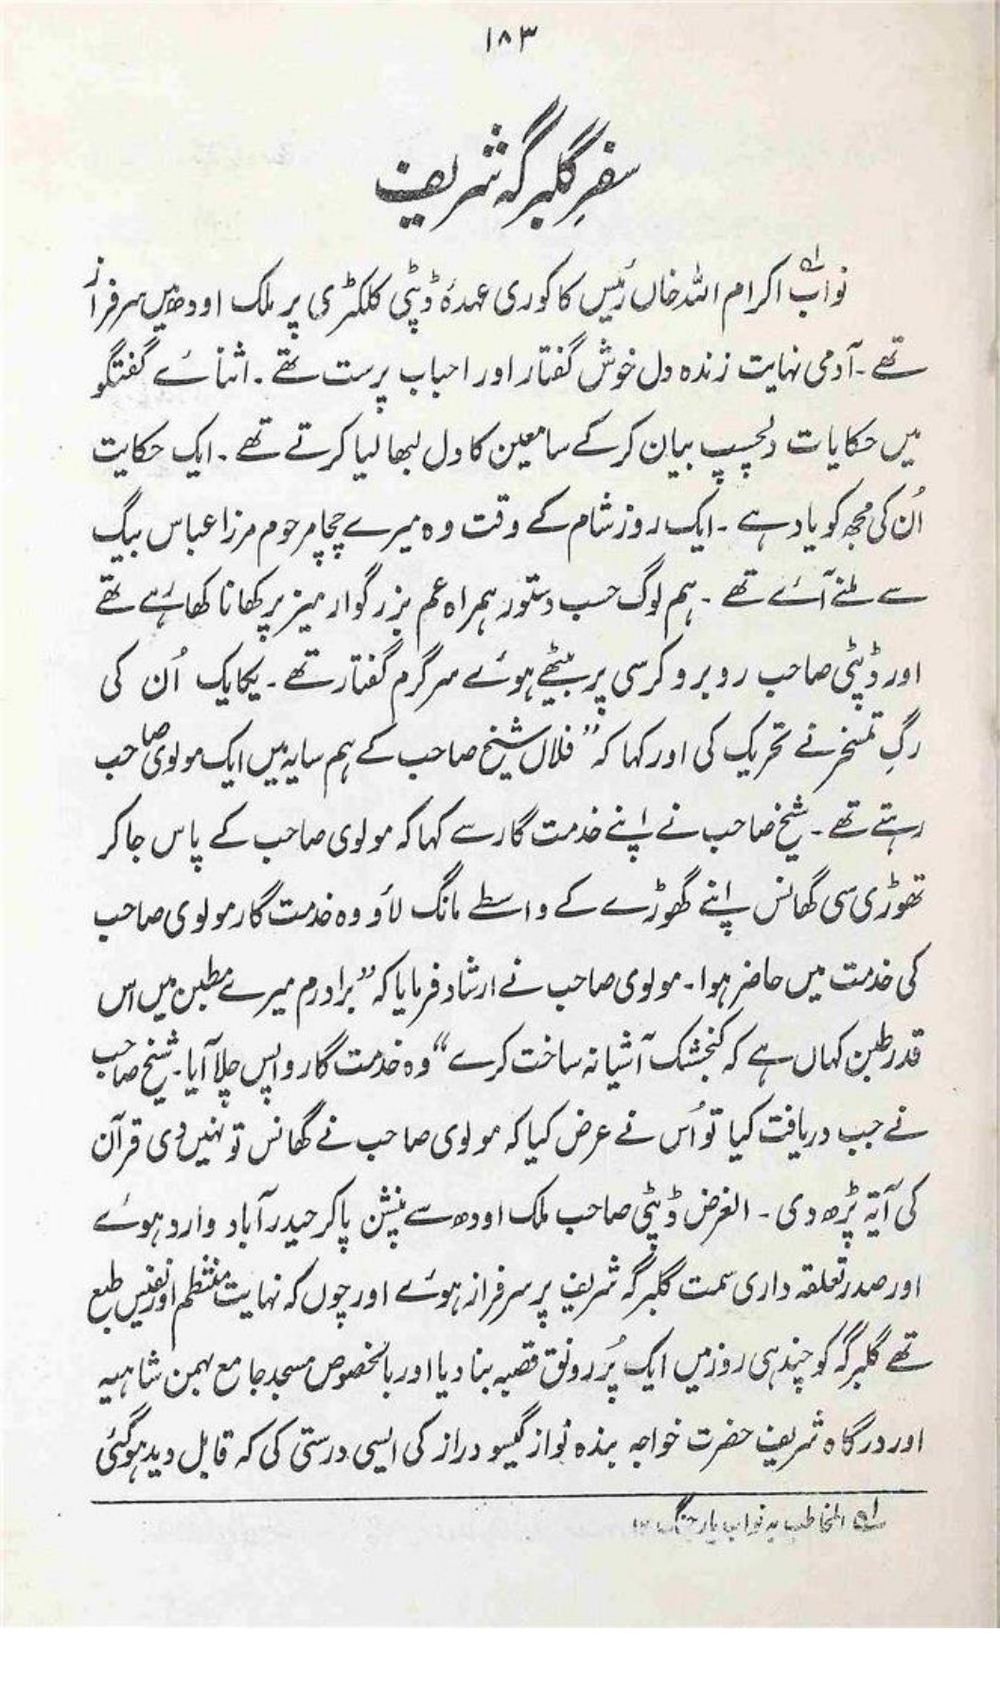 ۱۸۳
سفرِ گلبرگہ شریف
نواب اکرام اللہ خاں رئیس کاکوری عہدۂ ڈپٹی کلکٹری پر ملک اودھ میں سرفراز
تھے ۔ آدمی نہایت زندہ دل خوش گفتار اور احباب پرست تھے ۔ اثنائے گفتگو
میں حکایات دلچسپ بیان کر کے سامعین کا دل لبھا لیا کرتے تھے ۔ ایک حکایت
اُن کی مجھ کو یاد ہے ۔ ایک روز شام کے وقت وہ میرے چچا مرحوم مرزا عباس بیگ
سے ملنے آئے تھے ۔ ہم لوگ حسب دستور ہمراہ عم بزرگوار میز پر کھانا کھا رہے تھے
اور ڈپٹی صاحب روبرو کرسی پر بیٹھے ہوئے سرگرم گفتار تھے ۔ یکایک اُن کی
رگِ تمسخر نے تحریک کی اور کہا کہ ”فلاں شیخ صاحب کے ہم سایہ میں ایک مولوی صاحب
رہتے تھے ۔ شیخ صاحب نے اپنے خدمت گار سے کہا کہ مولوی صاحب کے پاس جا کر
تھوڑی سی گھانس اپنے گھوڑے کے واسطے مانگ لاؤ وہ خدمت گار مولوی صاحب
کی خدمت میں حاضر ہوا ۔ مولوی صاحب نے ارشاد فرمایا کہ ”برادرم میرے مطبن میں اس
قدر طبن کہاں ہے کہ کنجشک آشیانہ ساخت کرے“ وہ خدمت گار واپس چلا آیا ۔ شیخ صاحب
نے جب دریافت کیا تو اُس نے عرض کیا کہ مولوی صاحب نے گھانس تو نہیں دی قرآن
کی آیۃ پڑھ دی ۔ الغرض ڈپٹی صاحب ملک اودھ سے پنشن پا کر حیدرآباد وارد ہوئے
اور صدر تعلقہ داری سمت گلبرگہ شریف پر سرفراز ہوئے اور چوں کہ نہایت منتظم اور نفیس طبع
تھے گلبرگہ کو چند ہی روز میں ایک پُر رونق قصبہ بنا دیا اور بالخصوص مسجد جامع بہمن شاہیہ
اور درگاہ شریف حضرت خواجہ بندہ نواز گیسو دراز کی ایسی درستی کی کہ قابل دید ہو گئی
لہ المخاطب بہ نواب یار جنگ ۱۲